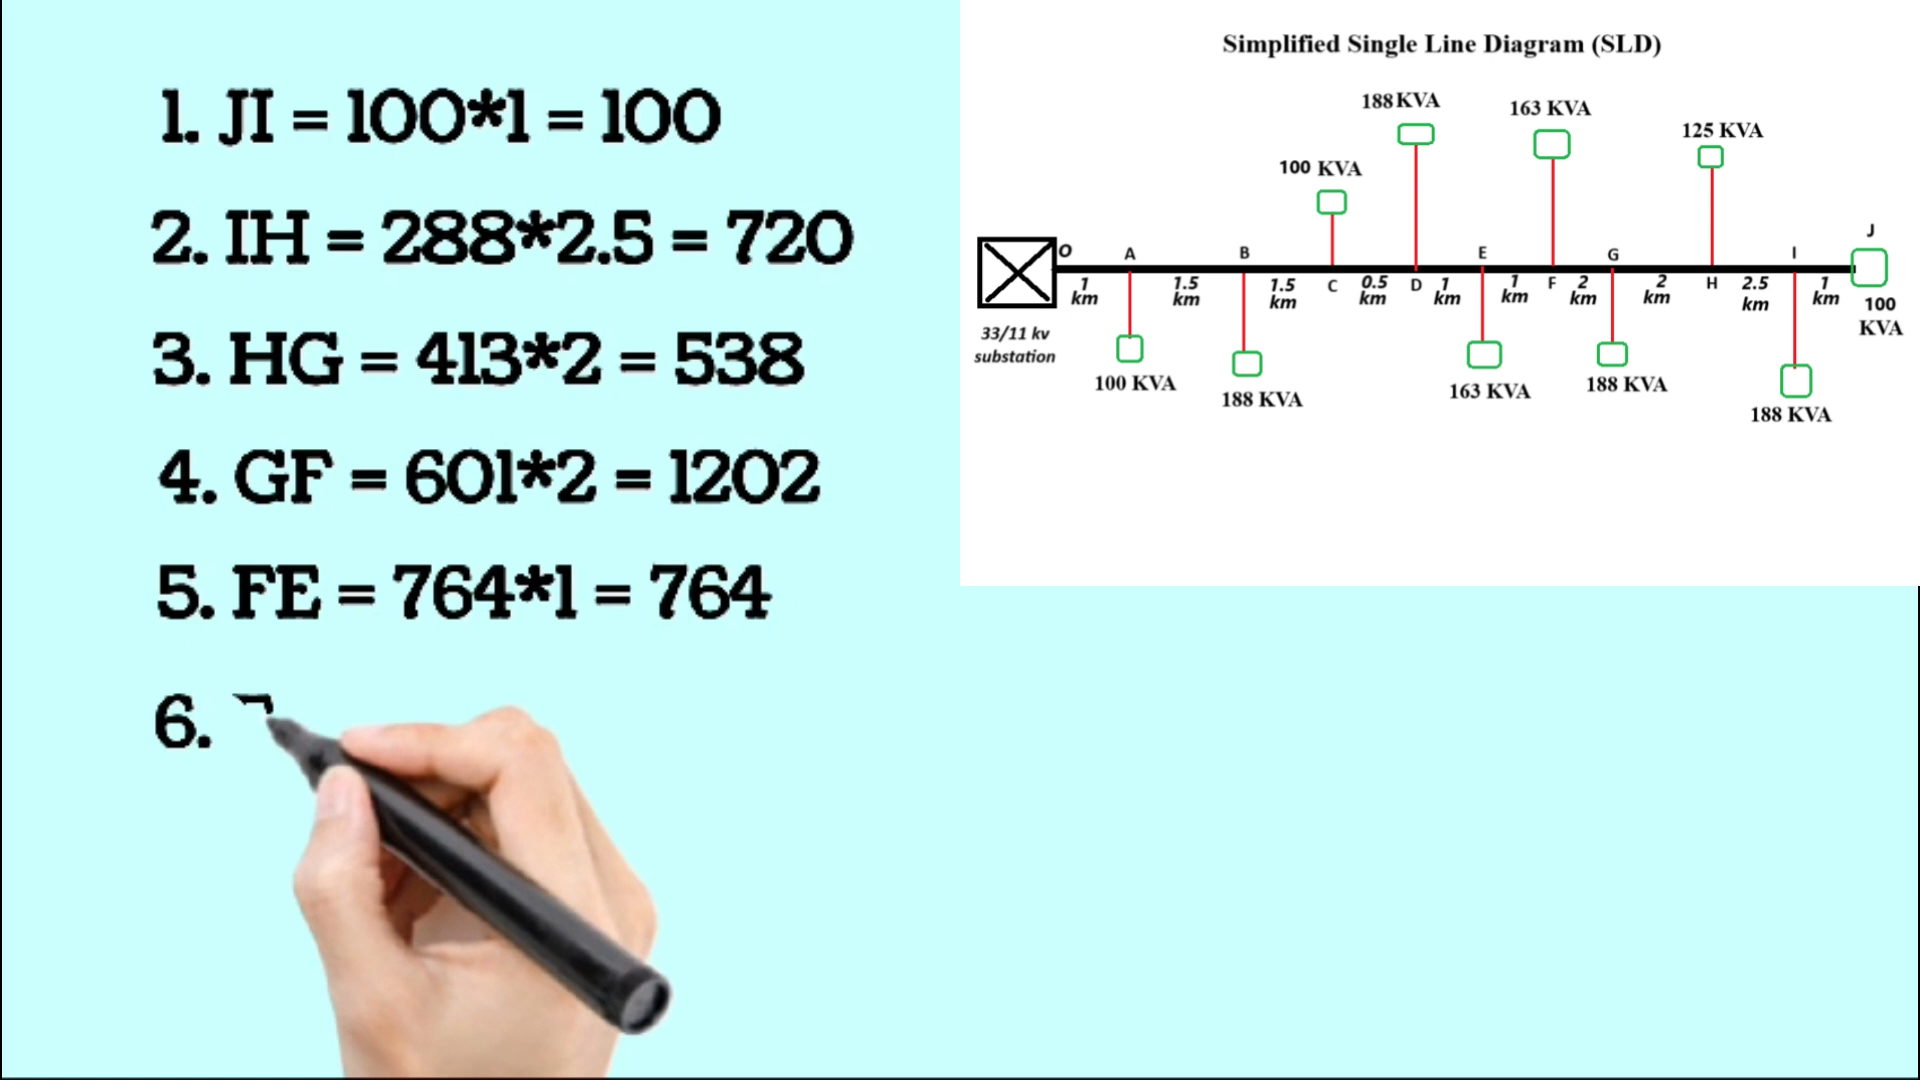 1. JI = 100*1 = 100
2. IH = 288*2.5 = 720
3. HG = 413*2 = 538
4. GF = 601*2 = 1202
5. FE = 764*1 = 764
6.
Simplified Single Line Diagram (SLD)
188 KVA
163 KVA
125 KVA
100 KVA
J
O
A
B
E
G
I
1 km
1.5 km
1.5 km
C
0.5 km
D
1 km
1 km
F
2 km
2 km
H
2.5 km
1 km
100 KVA
33/11 kv
substation
100 KVA
188 KVA
163 KVA
188 KVA
188 KVA